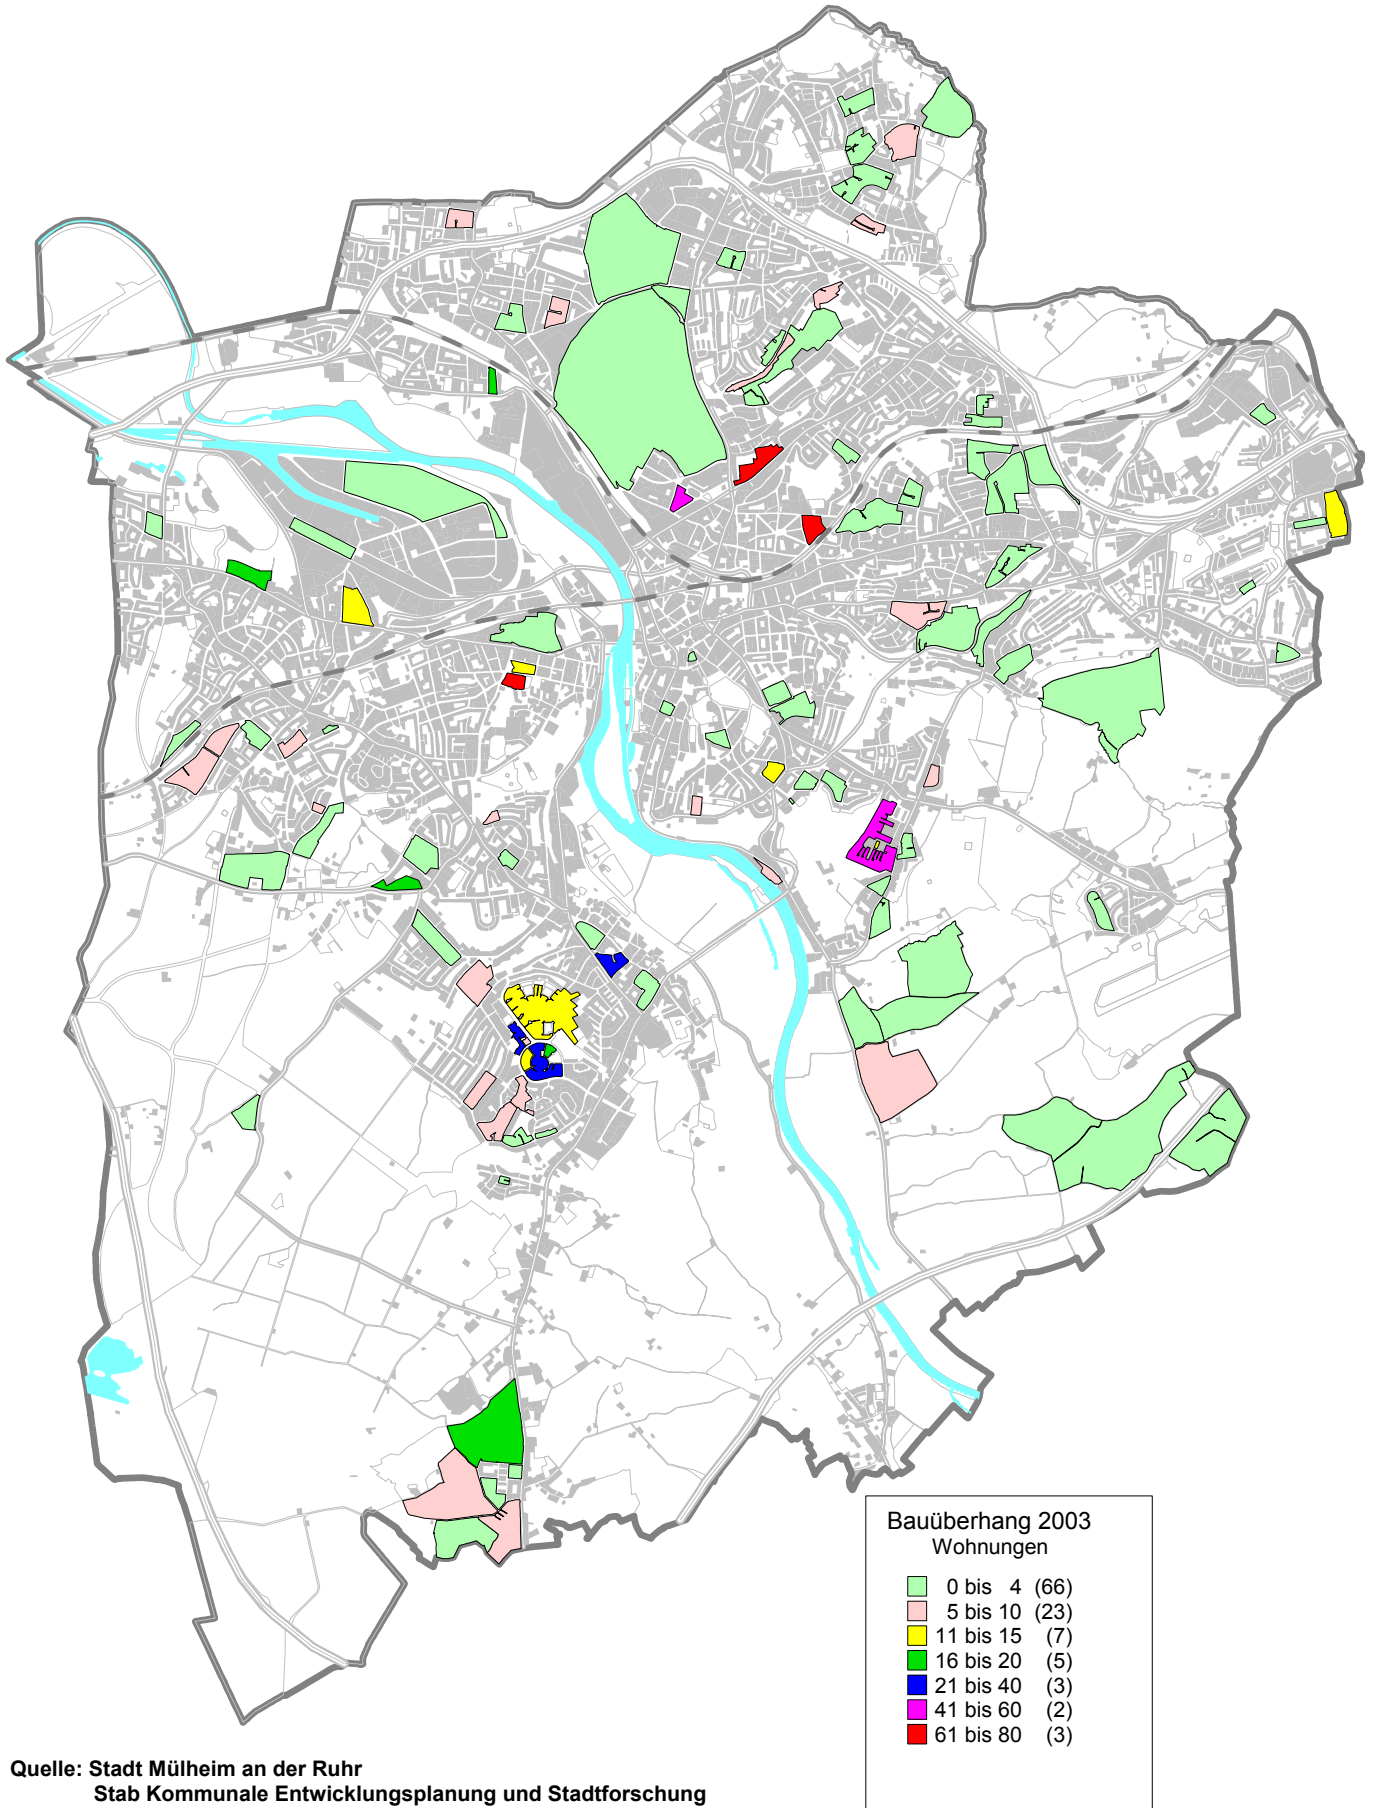 Bauüberhang 2003
Wohnungen
0 bis 4 (66)
5 bis 10 (23)
11 bis 15 (7)
16 bis 20 (5)
21 bis 40 (3)
41 bis 60 (2)
61 bis 80 (3)
Quelle: Stadt Mülheim an der Ruhr
Stab Kommunale Entwicklungsplanung und Stadtforschung